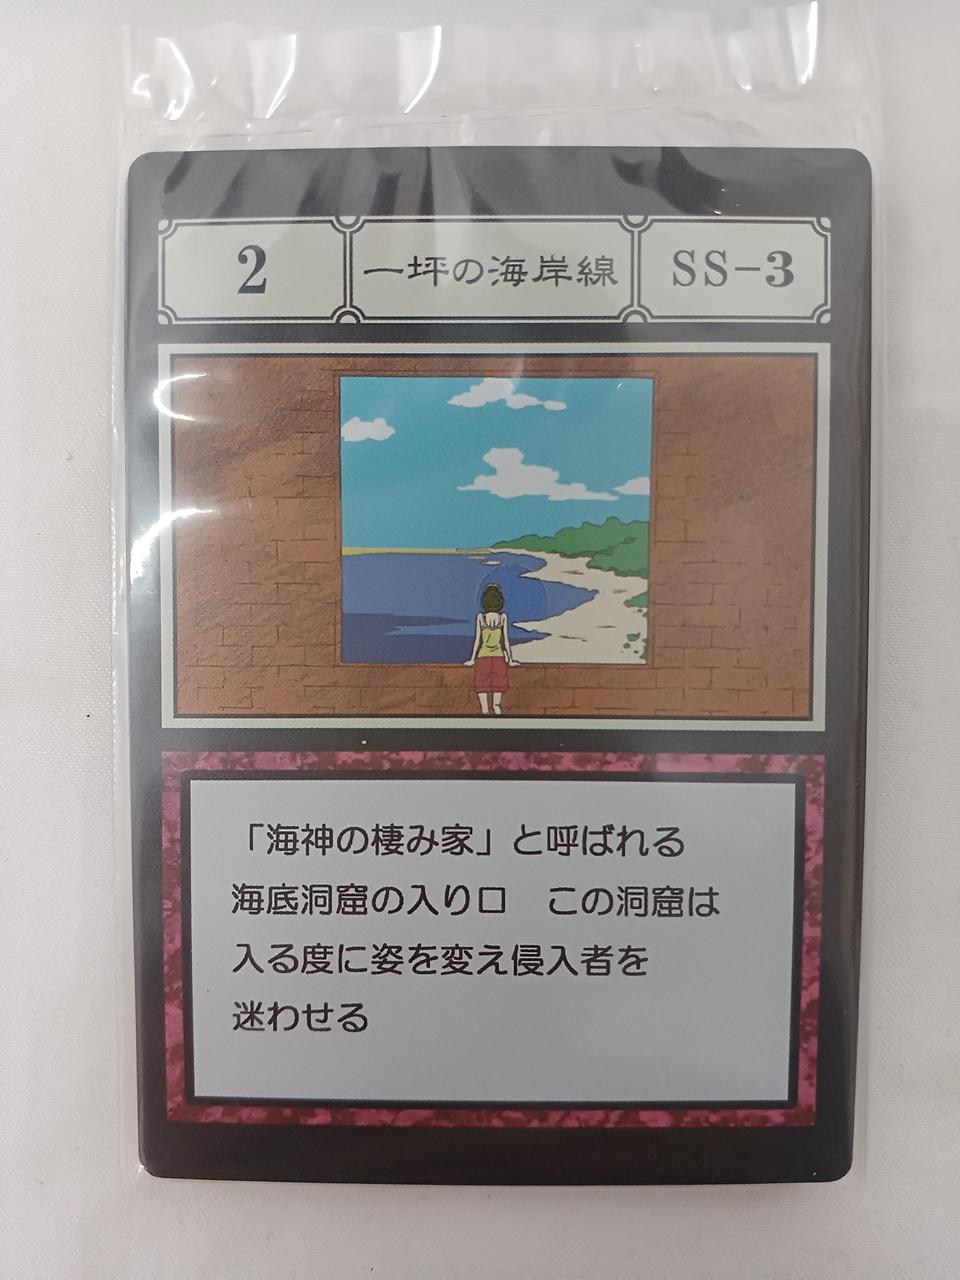 2
一坪の海岸線
SS-3
「海神の棲み家」と呼ばれる
海底洞窟の入り口　この洞窟は
入る度に姿を変え侵入者を
迷わせる